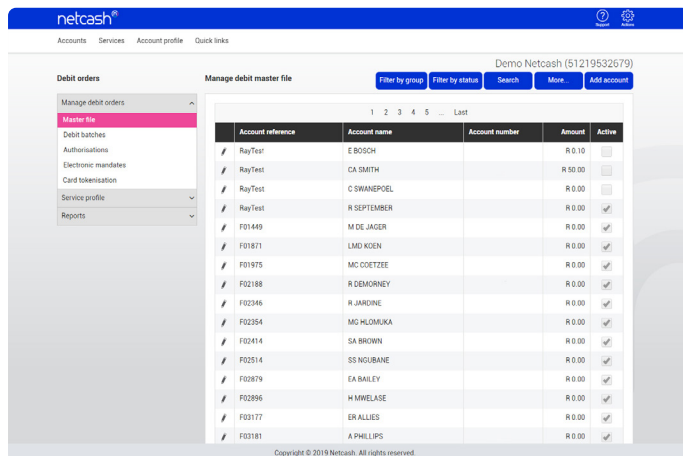 netcash®
Support
Actions
Accounts Services Account profile Quick links
Demo Netcash (51219532679)
Debit orders
Manage debit master file
Filter by group Filter by status Search More... Add account
Manage debit orders
Master file
Debit batches
Authorisations
Electronic mandates
Card tokenisation
Service profile
Reports
1 2 3 4 5 ... Last
Account reference Account name Account number Amount Active
RayTest E BOSCH R 0.10
RayTest CA SMITH R 50.00
RayTest C SWANEPOEL R 0.00
RayTest R SEPTEMBER R 0.00
F01449 M DE JAGER R 0.00
F01871 LMD KOEN R 0.00
F01975 MC COETZEE R 0.00
F02188 R DEMORNEY R 0.00
F02346 R JARDINE R 0.00
F02354 MG HLOMUKA R 0.00
F02414 SA BROWN R 0.00
F02514 SS NGUBANE R 0.00
F02879 EA BAILEY R 0.00
F02896 H MWELASE R 0.00
F03177 ER ALLIES R 0.00
F03181 A PHILLIPS R 0.00
Copyright © 2019 Netcash. All rights reserved